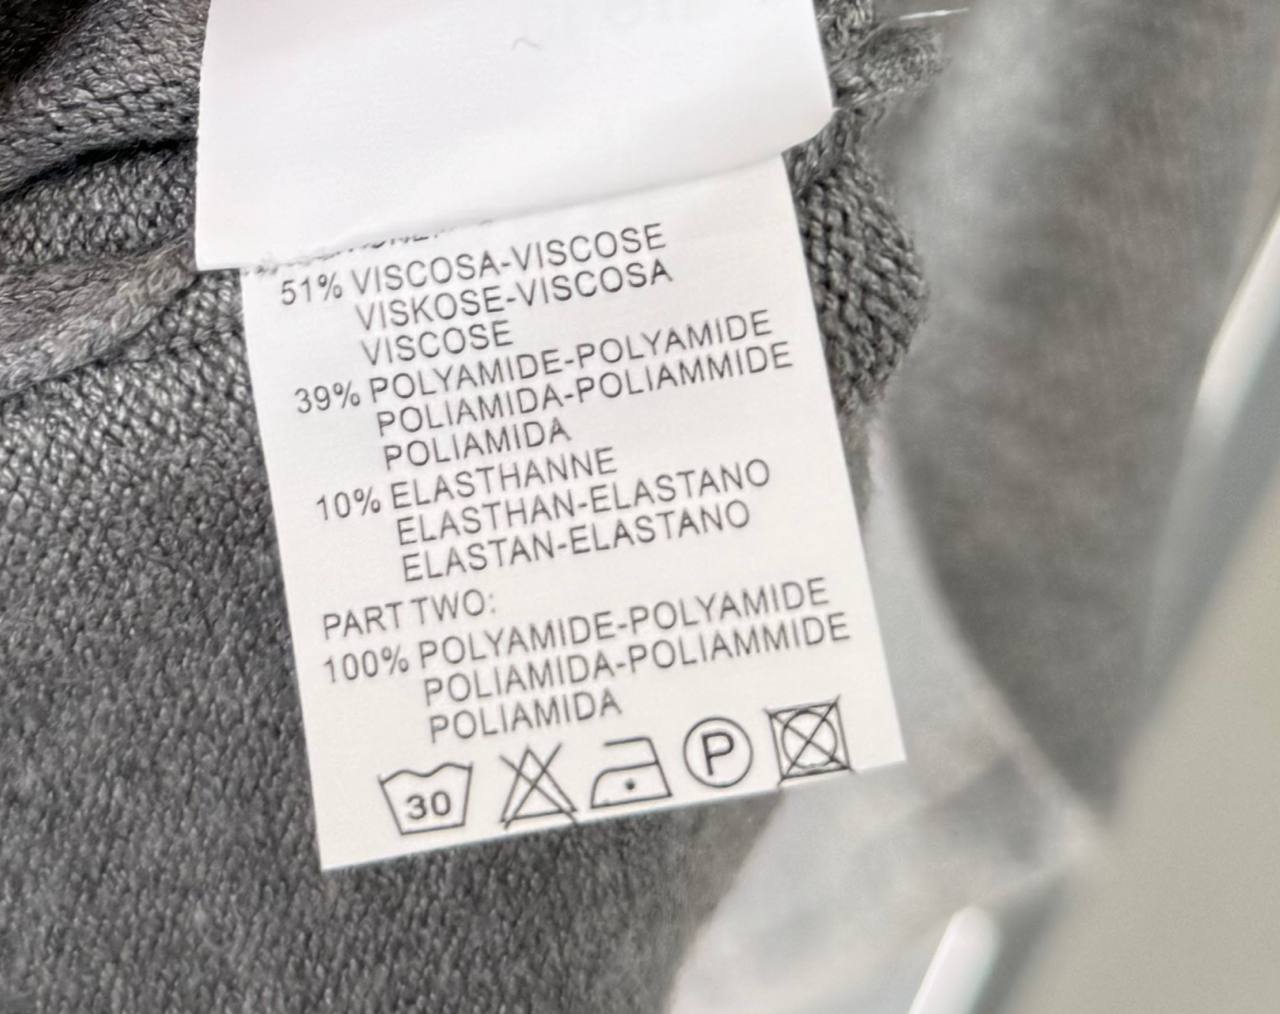 51% VISCOSA-VISCOSE
VISKOSE-VISCOSA
VISCOSE
39% POLYAMIDE-POLYAMIDE
POLIAMIDA-POLIAMMIDE
POLIAMIDA
10% ELASTHANNE
ELASTHAN-ELASTANO
ELASTAN-ELASTANO
PART TWO:
100% POLYAMIDE-POLYAMIDE
POLIAMIDA-POLIAMMIDE
POLIAMIDA
30 P